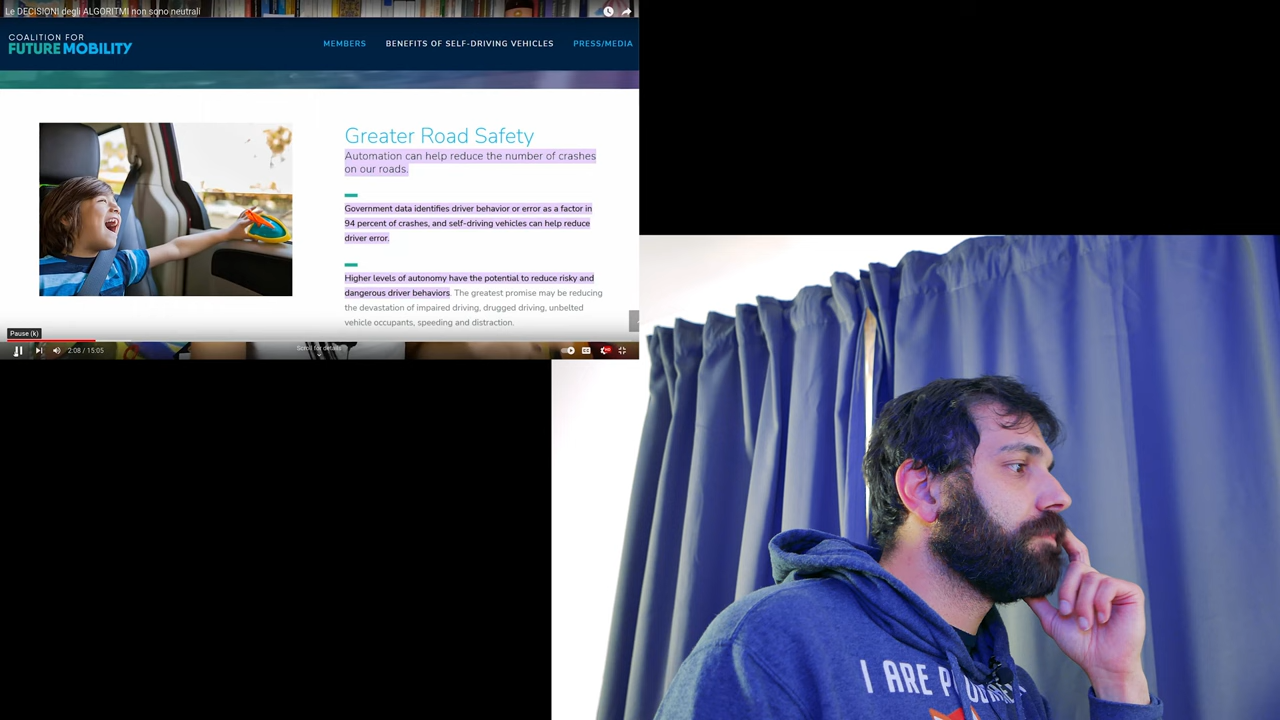 Le DECISIONI degli ALGORITMI non sono neutrali
COALITION FOR
FUTURE MOBILITY
MEMBERS
BENEFITS OF SELF-DRIVING VEHICLES
PRESS/MEDIA
Greater Road Safety
Automation can help reduce the number of crashes
on our roads.
Government data identifies driver behavior or error as a factor in
94 percent of crashes, and self-driving vehicles can help reduce
driver error.
Higher levels of autonomy have the potential to reduce risky and
dangerous driver behaviors. The greatest promise may be reducing
the devastation of impaired driving, drugged driving, unbelted
vehicle occupants, speeding and distraction.
Pause (k)
Scroll for details
2:08 / 15:05
I ARE